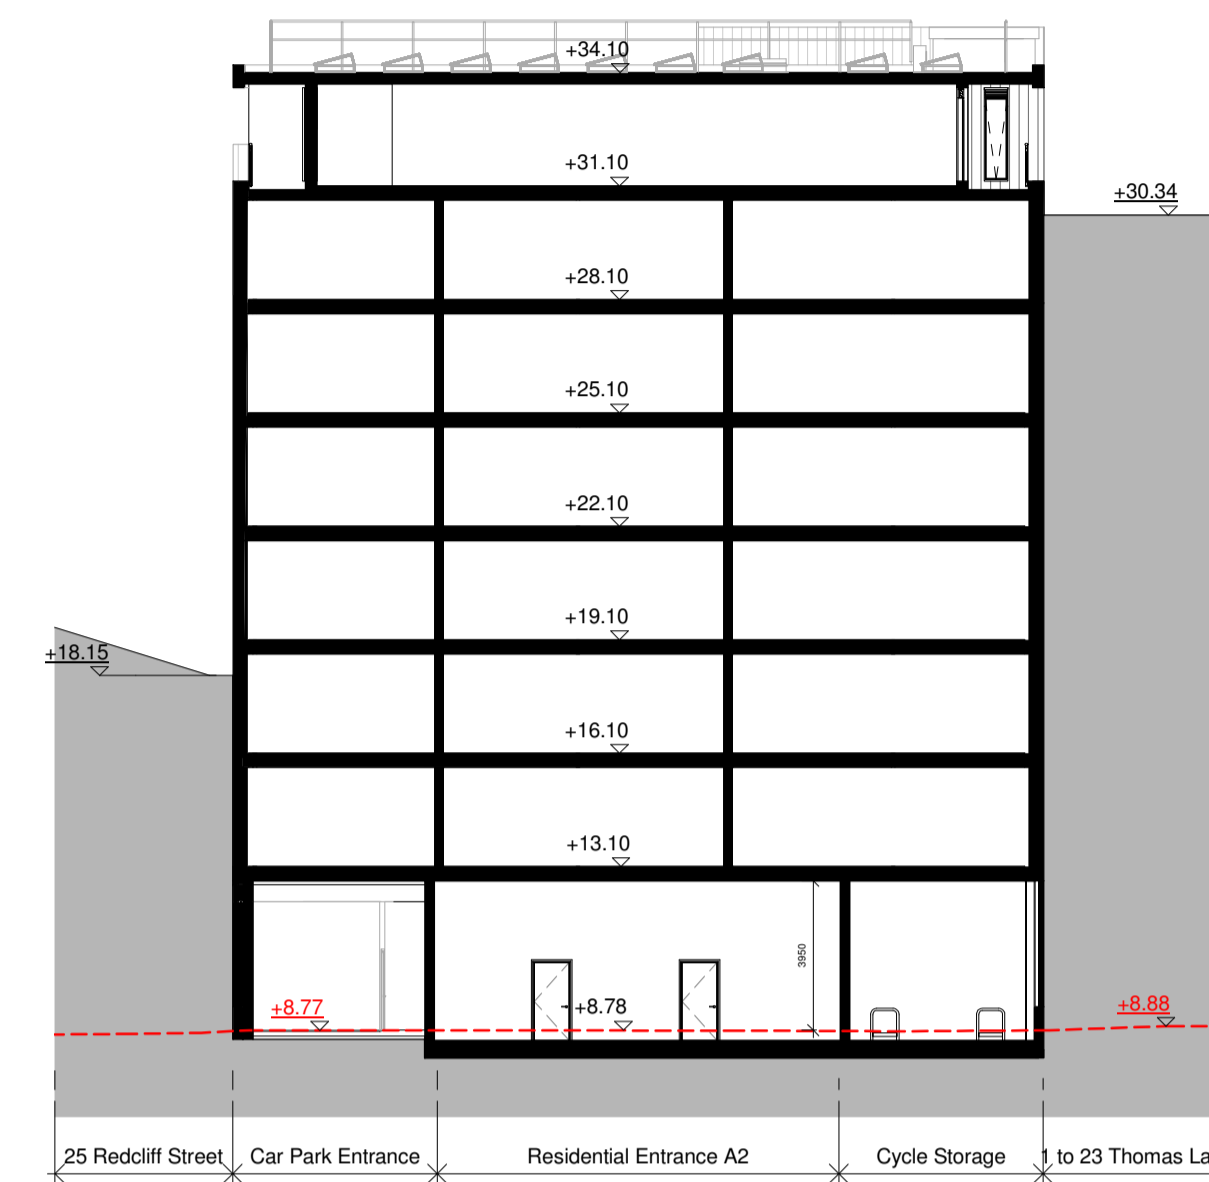 +34.10
+31.10
+30.34
+28.10
+25.10
+22.10
+19.10
+18.15
+16.10
+13.10
3950
+8.77
+8.78
+8.88
25 Redcliff Street
Car Park Entrance
Residential Entrance A2
Cycle Storage
1 to 23 Thomas La